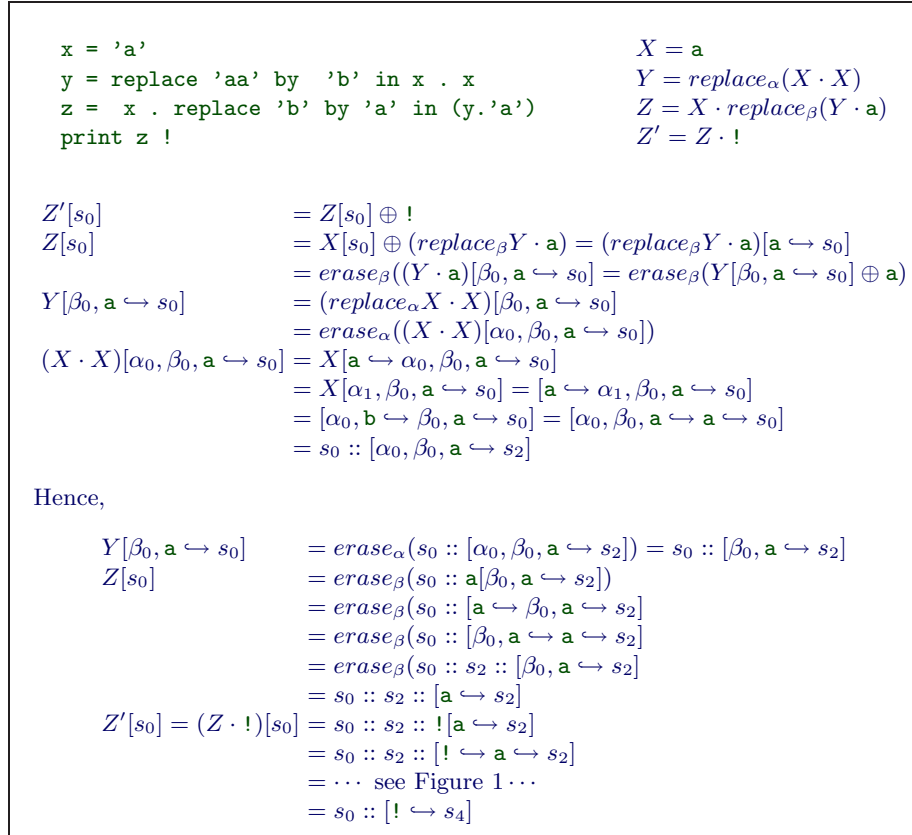 x = ’a’ X = a
y = replace ’aa’ by ’b’ in x . x Y = replace_α(X · X)
z = x . replace ’b’ by ’a’ in (y.’a’) Z = X · replace_β(Y · a)
print z ! Z′ = Z · !
Z′[s₀] = Z[s₀] ⊕ !
Z[s₀] = X[s₀] ⊕ (replace_β Y · a) = (replace_β Y · a)[a ↪ s₀]
= erase_β((Y · a)[β₀, a ↪ s₀] = erase_β(Y[β₀, a ↪ s₀] ⊕ a)
Y[β₀, a ↪ s₀] = (replace_α X · X)[β₀, a ↪ s₀]
= erase_α((X · X)[α₀, β₀, a ↪ s₀])
(X · X)[α₀, β₀, a ↪ s₀] = X[a ↪ α₀, β₀, a ↪ s₀]
= X[α₁, β₀, a ↪ s₀] = [a ↪ α₁, β₀, a ↪ s₀]
= [α₀, b ↪ β₀, a ↪ s₀] = [α₀, β₀, a ↪ a ↪ s₀]
= s₀ :: [α₀, β₀, a ↪ s₂]
Hence,
Y[β₀, a ↪ s₀] = erase_α(s₀ :: [α₀, β₀, a ↪ s₂]) = s₀ :: [β₀, a ↪ s₂]
Z[s₀] = erase_β(s₀ :: a[β₀, a ↪ s₂])
= erase_β(s₀ :: [a ↪ β₀, a ↪ s₂]
= erase_β(s₀ :: [β₀, a ↪ a ↪ s₂]
= erase_β(s₀ :: s₂ :: [β₀, a ↪ s₂]
= s₀ :: s₂ :: [a ↪ s₂]
Z′[s₀] = (Z · !)[s₀] = s₀ :: s₂ :: ![a ↪ s₂]
= s₀ :: s₂ :: [! ↪ a ↪ s₂]
= · · · see Figure 1 · · ·
= s₀ :: [! ↪ s₄]